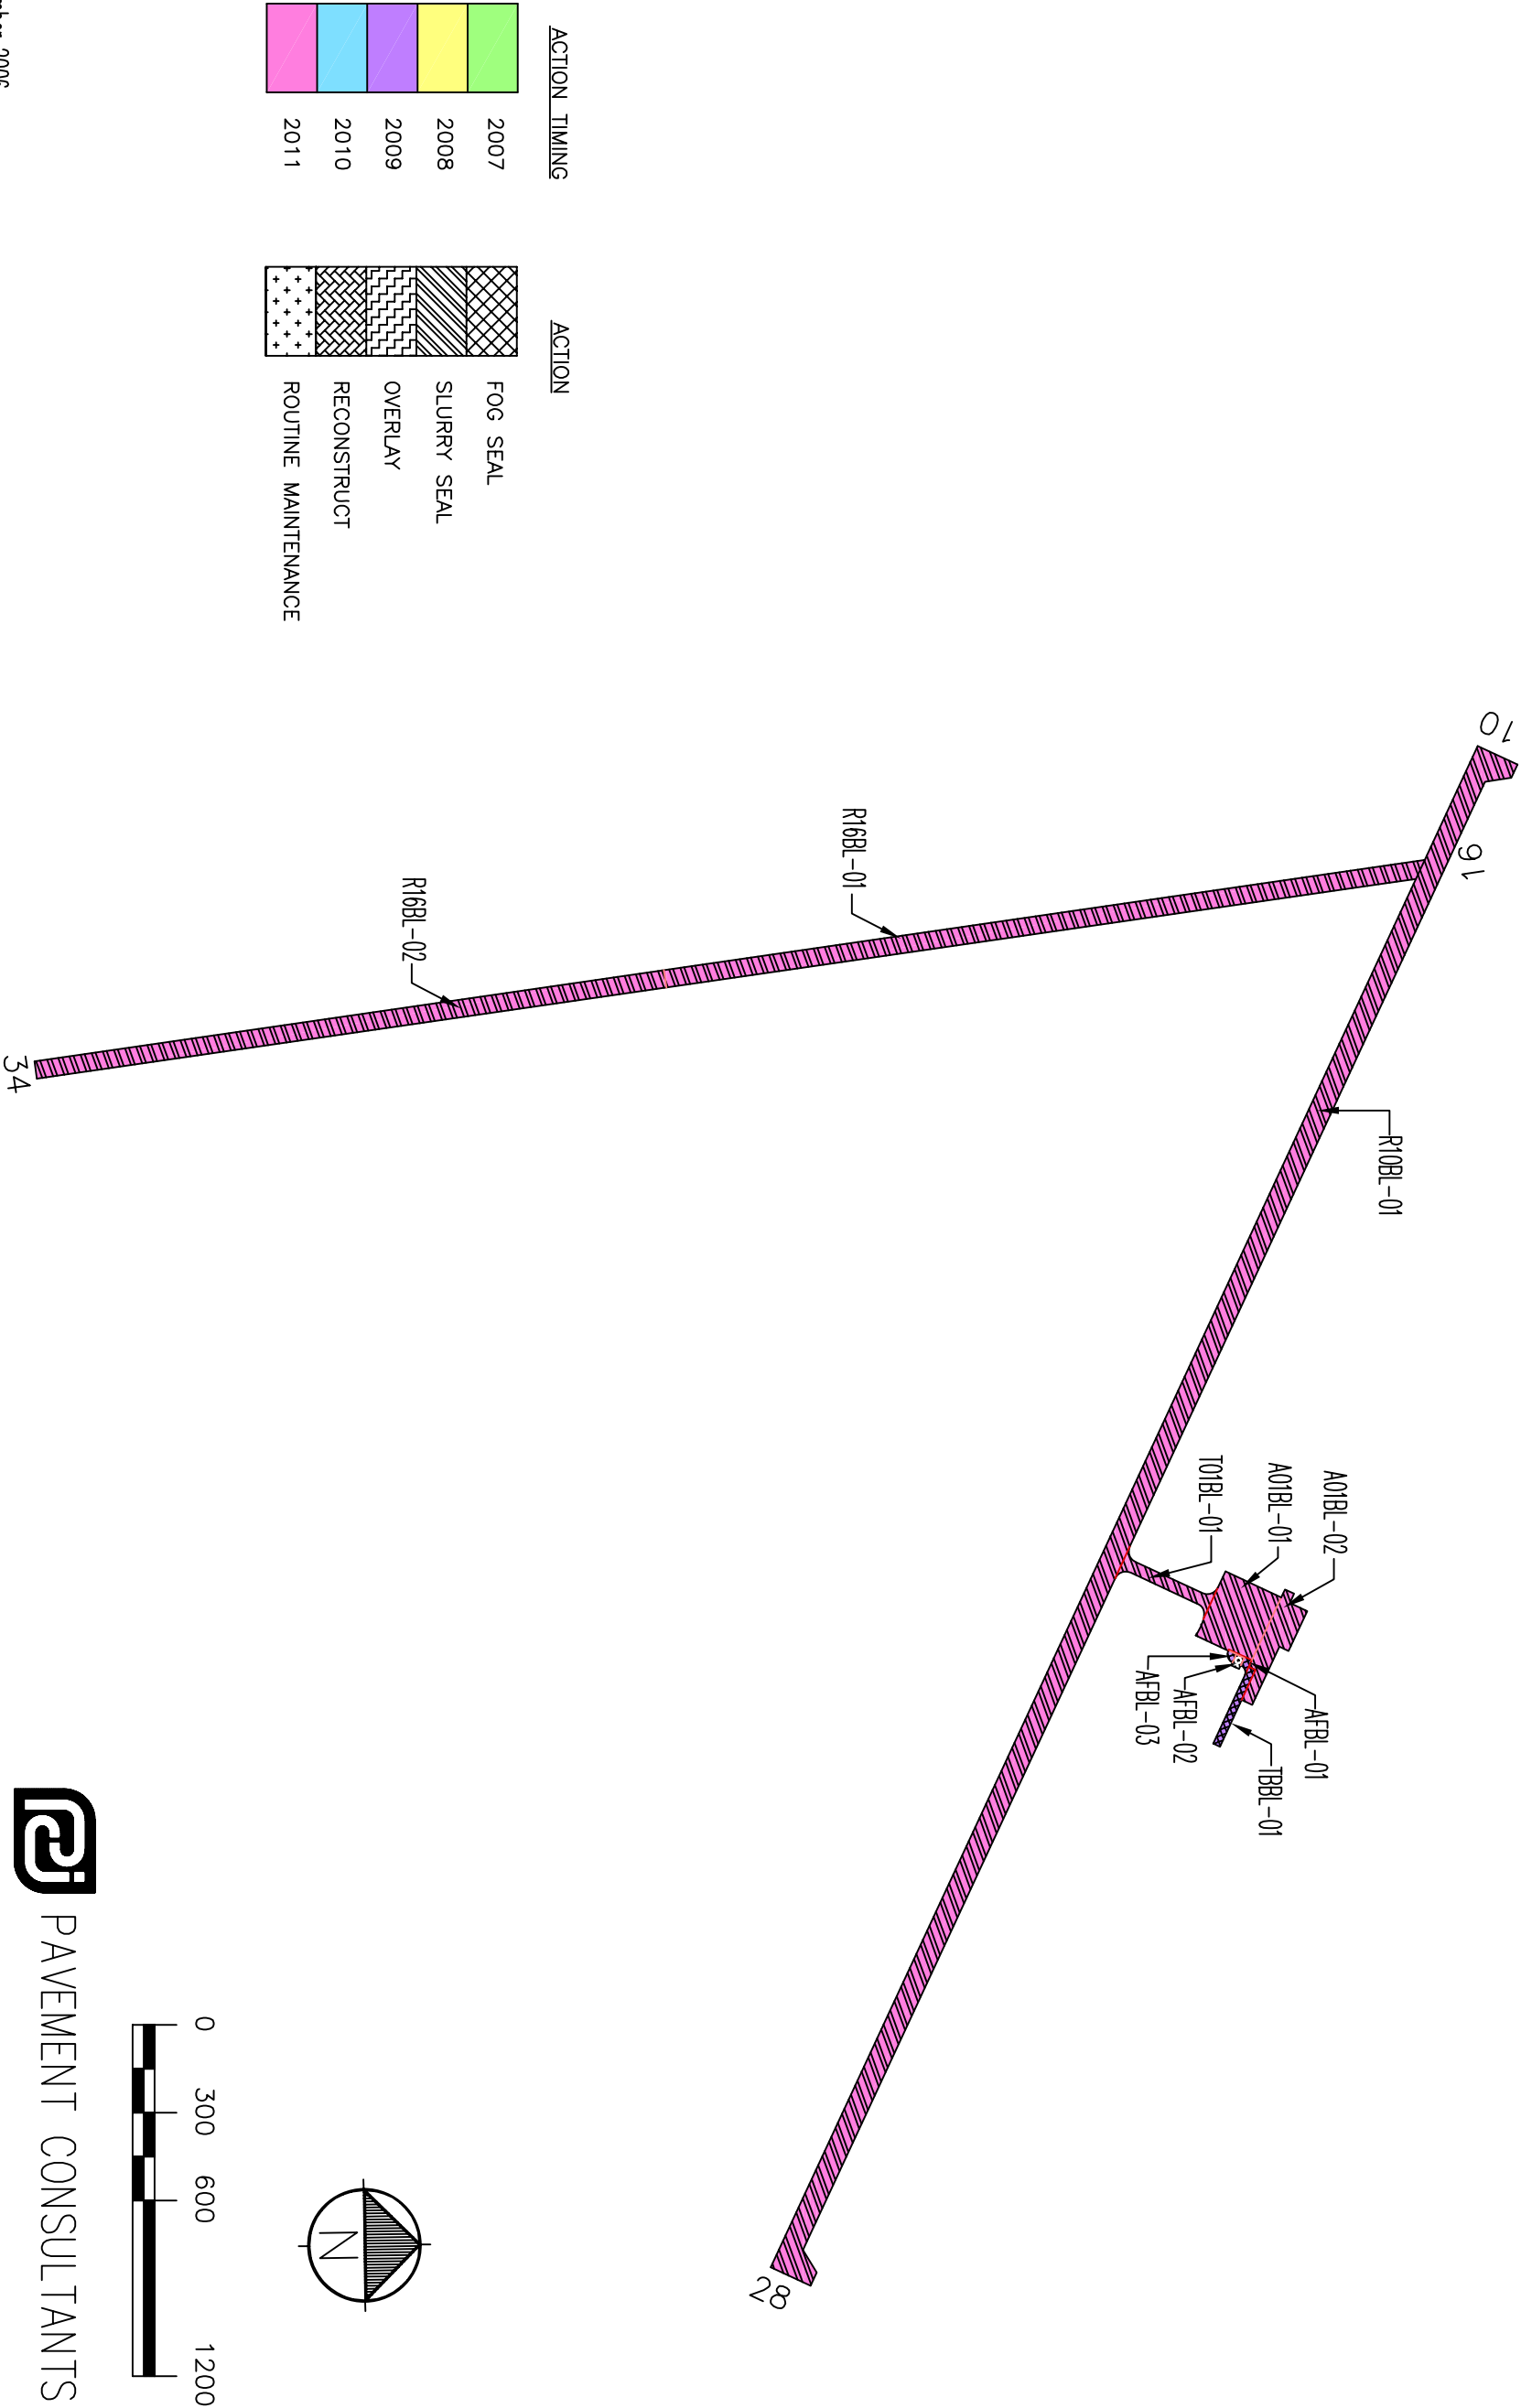 10
16
R10BL-01
R16BL-01
R16BL-02
34
A01BL-02
A01BL-01
T01BL-01
AFBL-01
TBBL-01
AFBL-02
AFBL-03
28
ACTION TIMING
2007
2008
2009
2010
2011
ACTION
FOG SEAL
SLURRY SEAL
OVERLAY
RECONSTRUCT
ROUTINE MAINTENANCE
N
0 300 600 1200
PAVEMENT CONSULTANTS
2006